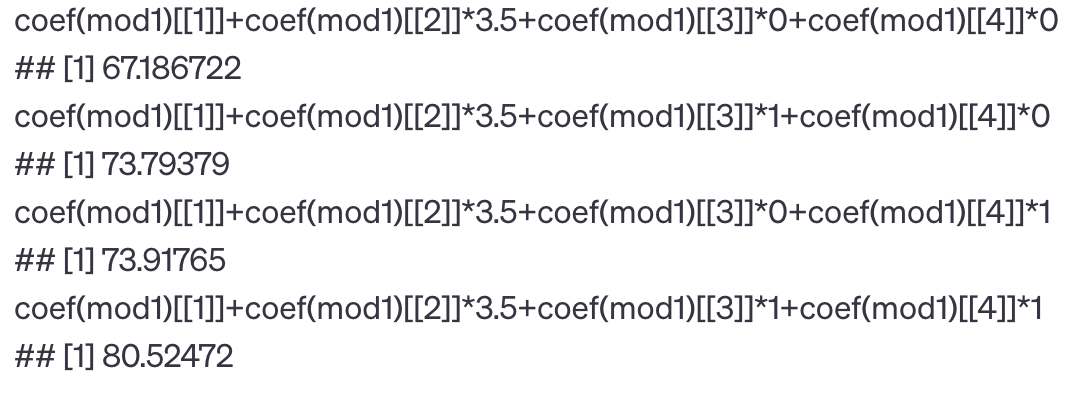 coef(mod1)[[1]]+coef(mod1)[[2]]*3.5+coef(mod1)[[3]]*0+coef(mod1)[[4]]*0
## [1] 67.186722
coef(mod1)[[1]]+coef(mod1)[[2]]*3.5+coef(mod1)[[3]]*1+coef(mod1)[[4]]*0
## [1] 73.79379
coef(mod1)[[1]]+coef(mod1)[[2]]*3.5+coef(mod1)[[3]]*0+coef(mod1)[[4]]*1
## [1] 73.91765
coef(mod1)[[1]]+coef(mod1)[[2]]*3.5+coef(mod1)[[3]]*1+coef(mod1)[[4]]*1
## [1] 80.52472